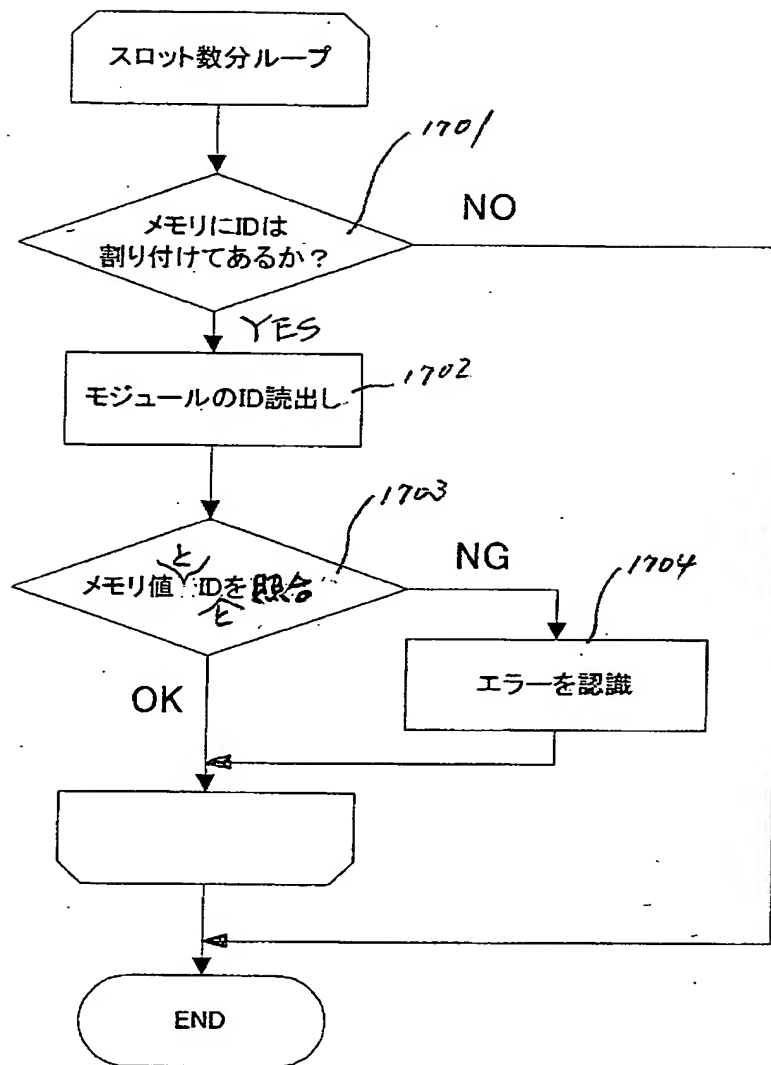 スロット数分ループ
1701
メモリにIDは
割り付けてあるか?
NO
YES
モジュールのID読出し
1702
1703
メモリ値とIDとを照合
NG
1704
エラーを認識
OK
END